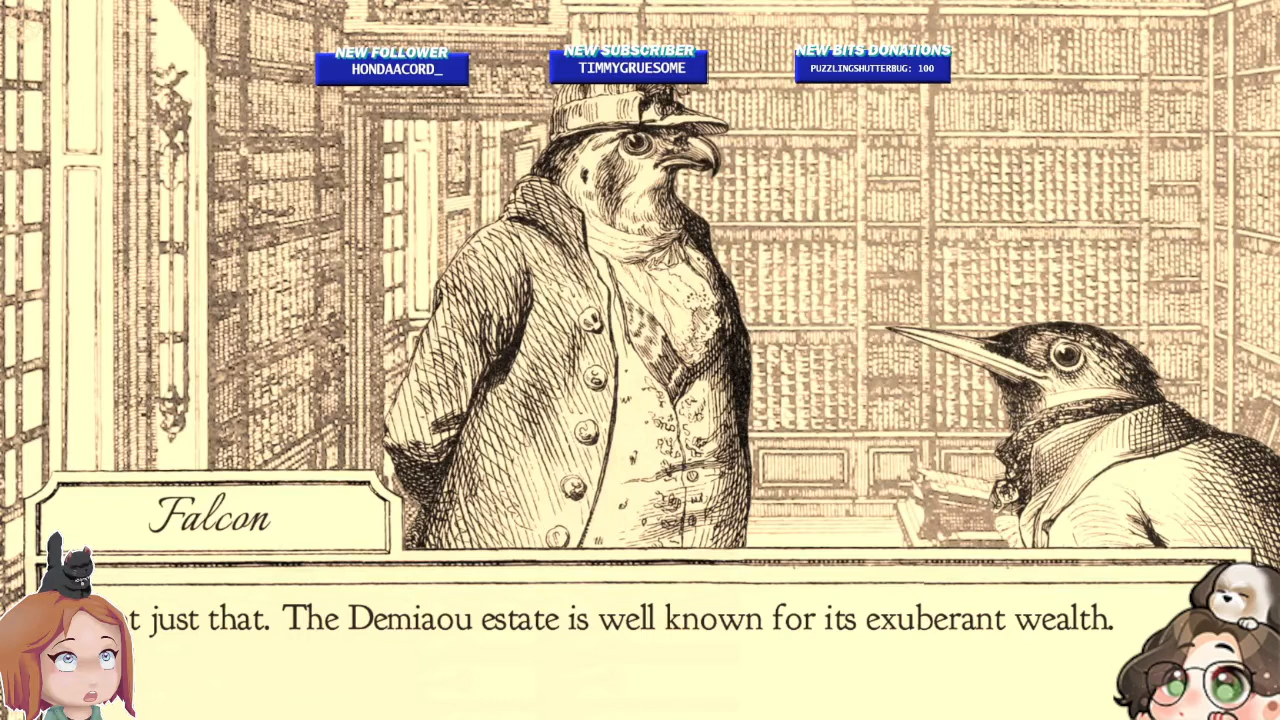 NEW FOLLOWER
HONDAACORD_
NEW SUBSCRIBER
TIMMYGRUESOME
NEW BITS DONATIONS
PUZZLINGSHUTTERBUG: 100
Falcon
just that. The Demiaou estate is well known for its exuberant wealth.